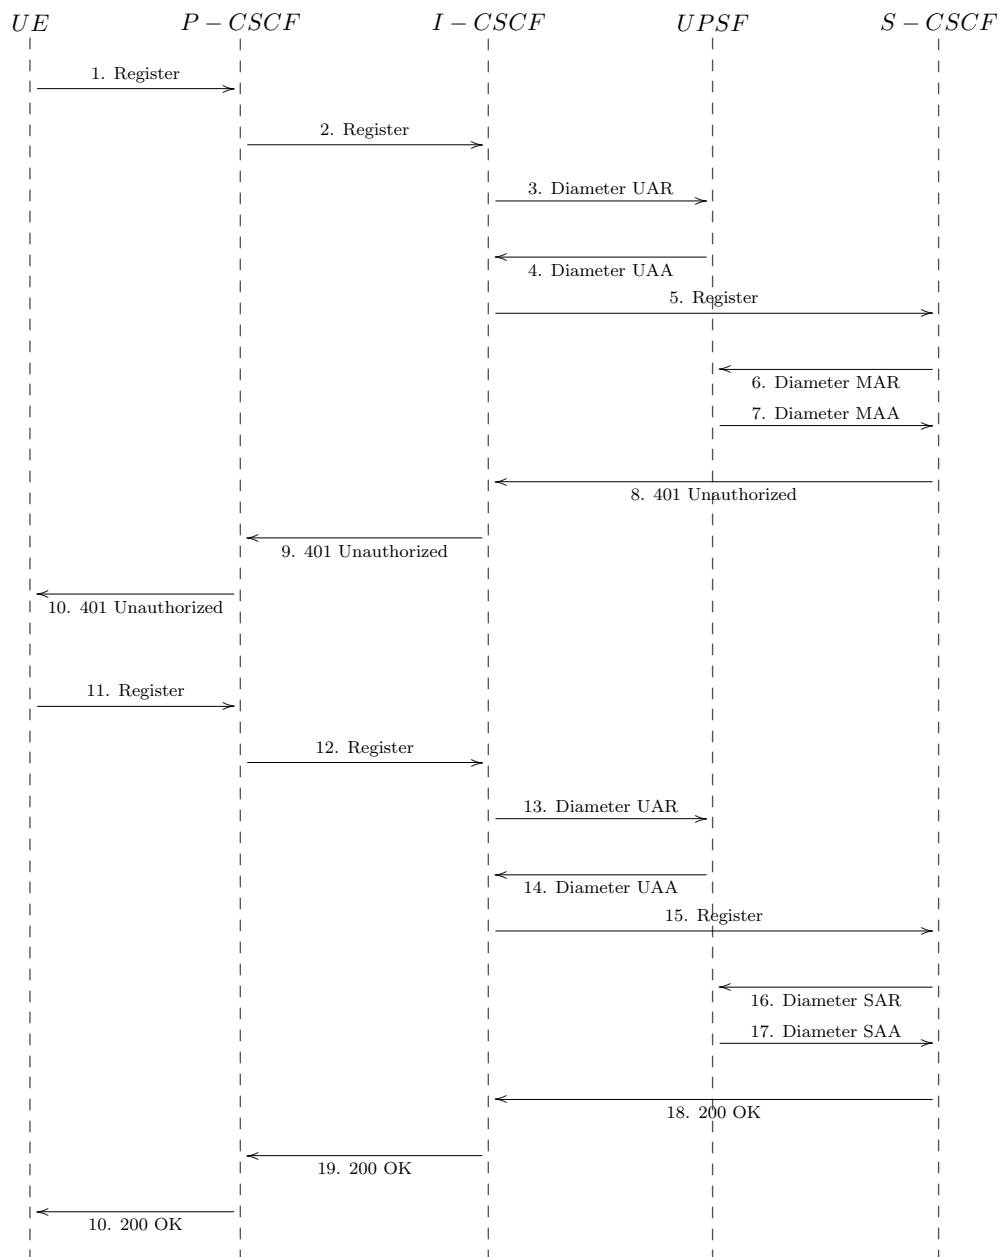 UE P − CSCF I − CSCF UPSF S − CSCF
1. Register
2. Register
3. Diameter UAR
4. Diameter UAA
5. Register
6. Diameter MAR
7. Diameter MAA
8. 401 Unauthorized
9. 401 Unauthorized
10. 401 Unauthorized
11. Register
12. Register
13. Diameter UAR
14. Diameter UAA
15. Register
16. Diameter SAR
17. Diameter SAA
18. 200 OK
19. 200 OK
10. 200 OK